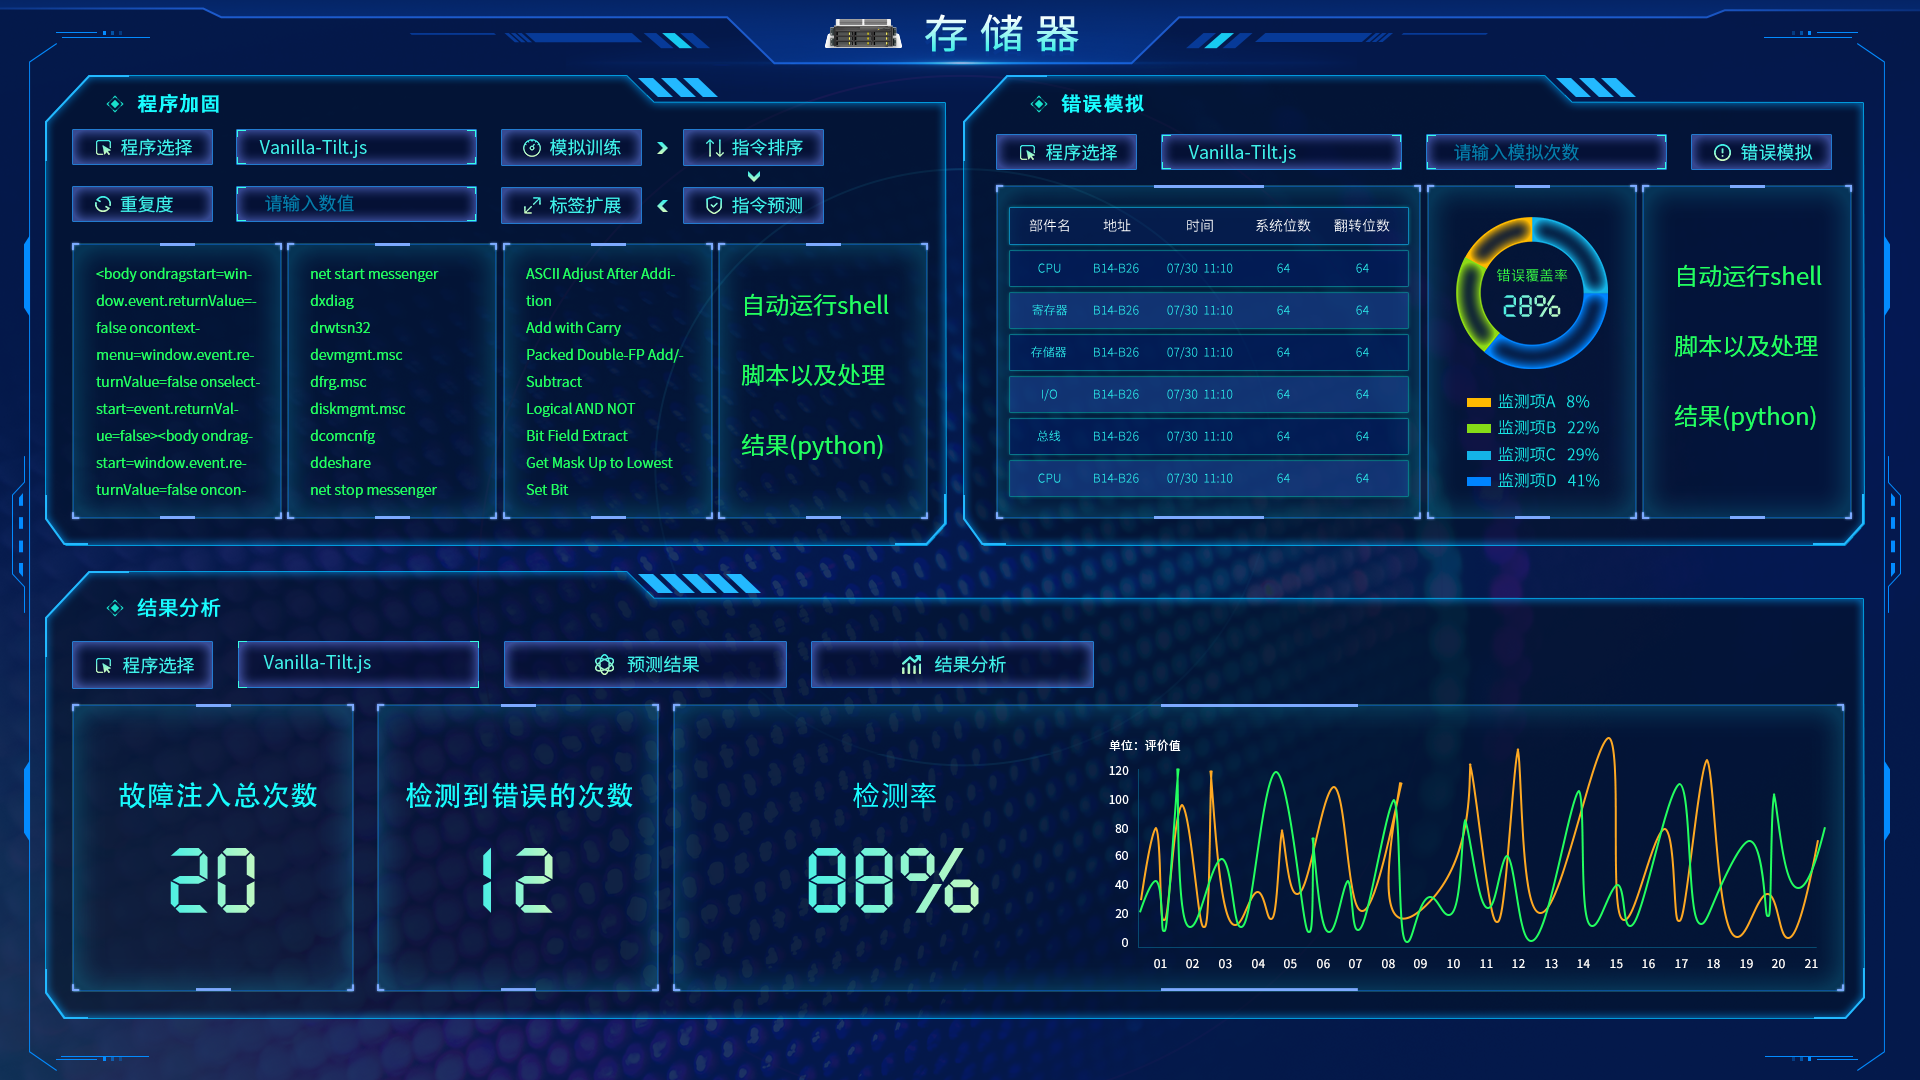 存储器
程序加固
程序选择
Vanilla-Tilt.js
模拟训练
指令排序
重复度
请输入数值
标签扩展
指令预测
<body ondragstart=win-
dow.event.returnValue=-
false oncontext-
menu=window.event.re-
turnValue=false onselect-
start=event.returnVal-
ue=false><body ondrag-
start=window.event.re-
turnValue=false oncon-
net start messenger
dxdiag
drwtsn32
devmgmt.msc
dfrg.msc
diskmgmt.msc
dcomcnfg
ddeshare
net stop messenger
ASCII Adjust After Addi-
tion
Add with Carry
Packed Double-FP Add/-
Subtract
Logical AND NOT
Bit Field Extract
Get Mask Up to Lowest
Set Bit
自动运行shell
脚本以及处理
结果(python)
错误模拟
程序选择
Vanilla-Tilt.js
请输入模拟次数
错误模拟
部件名 地址 时间 系统位数 翻转位数
CPU B14-B26 07/30 11:10 64 64
寄存器 B14-B26 07/30 11:10 64 64
存储器 B14-B26 07/30 11:10 64 64
I/O B14-B26 07/30 11:10 64 64
总线 B14-B26 07/30 11:10 64 64
CPU B14-B26 07/30 11:10 64 64
错误覆盖率
28%
监测项A 8%
监测项B 22%
监测项C 29%
监测项D 41%
自动运行shell
脚本以及处理
结果(python)
结果分析
程序选择
Vanilla-Tilt.js
预测结果
结果分析
故障注入总次数
20
检测到错误的次数
12
检测率
88%
单位：评价值
120
100
80
60
40
20
0
01 02 03 04 05 06 07 08 09 10 11 12 13 14 15 16 17 18 19 20 21